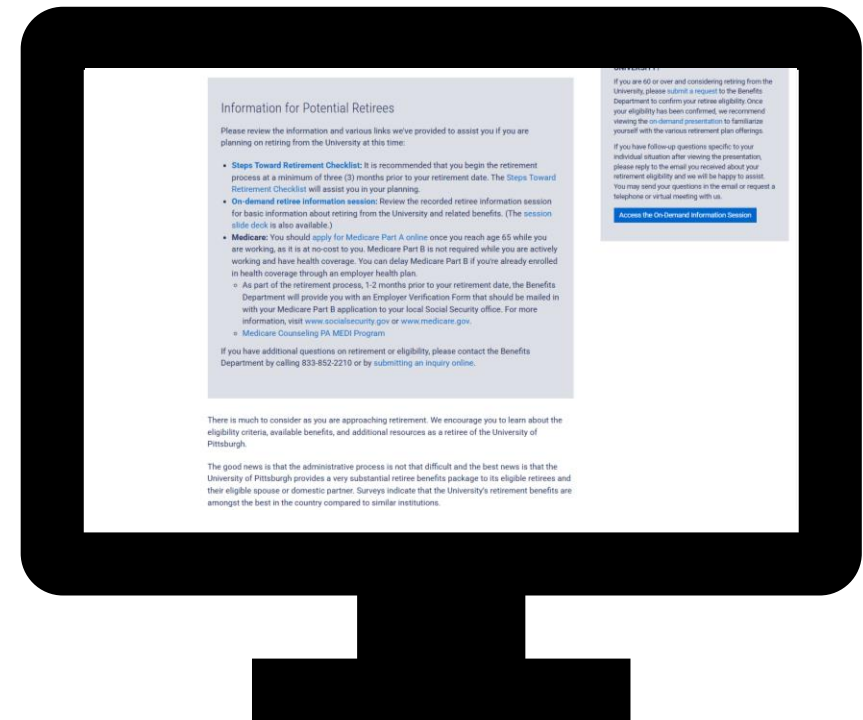 Information for Potential Retirees
Please review the information and various links we've provided to assist you if you are
planning on retiring from the University at this time:
• Steps Toward Retirement Checklist: It is recommended that you begin the retirement
process at a minimum of three (3) months prior to your retirement date. The Steps Toward
Retirement Checklist will assist you in your planning.
• On-demand retiree information session: Review the recorded retiree information session
for basic information about retiring from the University and related benefits. (The session
slide deck is also available.)
• Medicare: You should apply for Medicare Part A online once you reach age 65 while you
are working, as it is at no-cost to you. Medicare Part B is not required while you are actively
working and have health coverage. You can delay Medicare Part B if you're already enrolled
in health coverage through an employer health plan.
◦ As part of the retirement process, 1-2 months prior to your retirement date, the Benefits
Department will provide you with an Employer Verification Form that should be mailed in
with your Medicare Part B application to your local Social Security office. For more
information, visit www.socialsecurity.gov or www.medicare.gov.
◦ Medicare Counseling PA MEDI Program
If you have additional questions on retirement or eligibility, please contact the Benefits
Department by calling 833-852-2210 or by submitting an inquiry online.
There is much to consider as you are approaching retirement. We encourage you to learn about the
eligibility criteria, available benefits, and additional resources as a retiree of the University of
Pittsburgh.
The good news is that the administrative process is not that difficult and the best news is that the
University of Pittsburgh provides a very substantial retiree benefits package to its eligible retirees and
their eligible spouse or domestic partner. Surveys indicate that the University's retirement benefits are
amongst the best in the country compared to similar institutions.
If you are 60 or over and considering retiring from the
University, please submit a request to the Benefits
Department to confirm your retiree eligibility. Once
your eligibility has been confirmed, we recommend
viewing the on-demand presentation to familiarize
yourself with the various retirement plan offerings.
If you have follow-up questions specific to your
individual situation after viewing the presentation,
please reply to the email you received about your
retirement eligibility and we will be happy to assist.
You may send your questions in the email or request a
telephone or virtual meeting with us.
Access the On-Demand Information Session